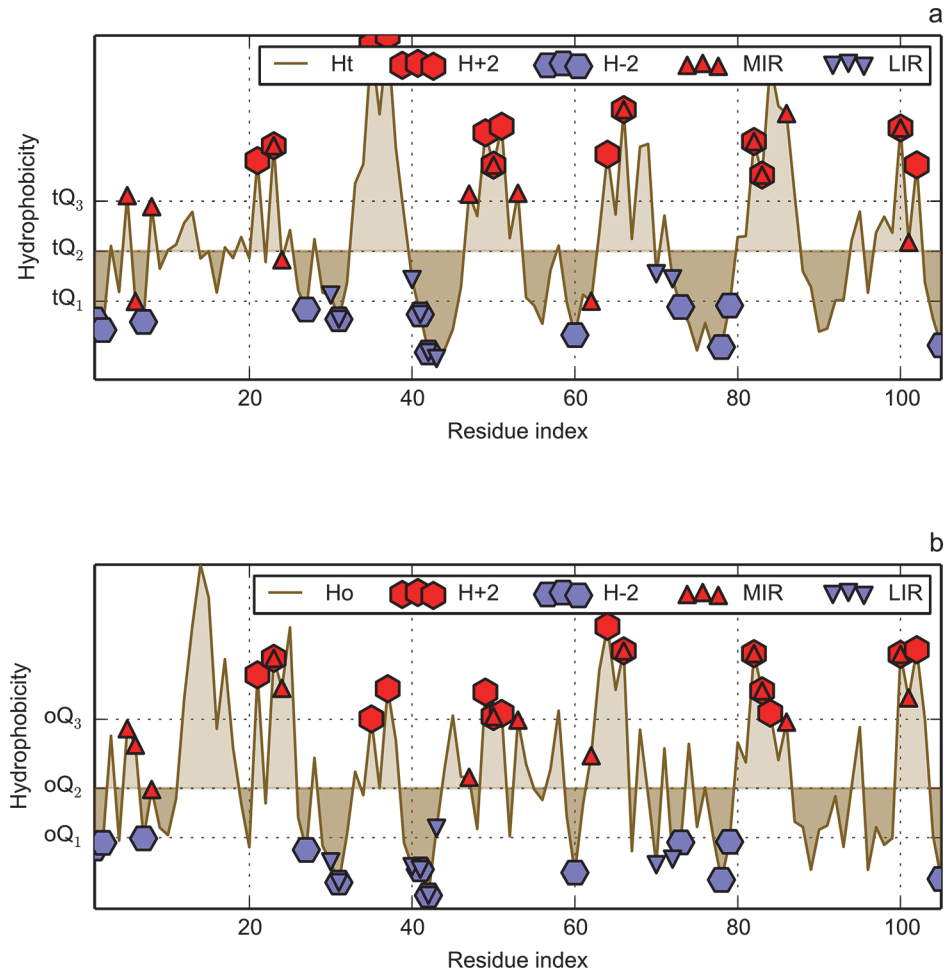 a
Ht H+2 H-2 MIR LIR
Hydrophobicity
tQ3
tQ2
tQ1
20 40 60 80 100
Residue index
b
Ho H+2 H-2 MIR LIR
Hydrophobicity
oQ3
oQ2
oQ1
20 40 60 80 100
Residue index